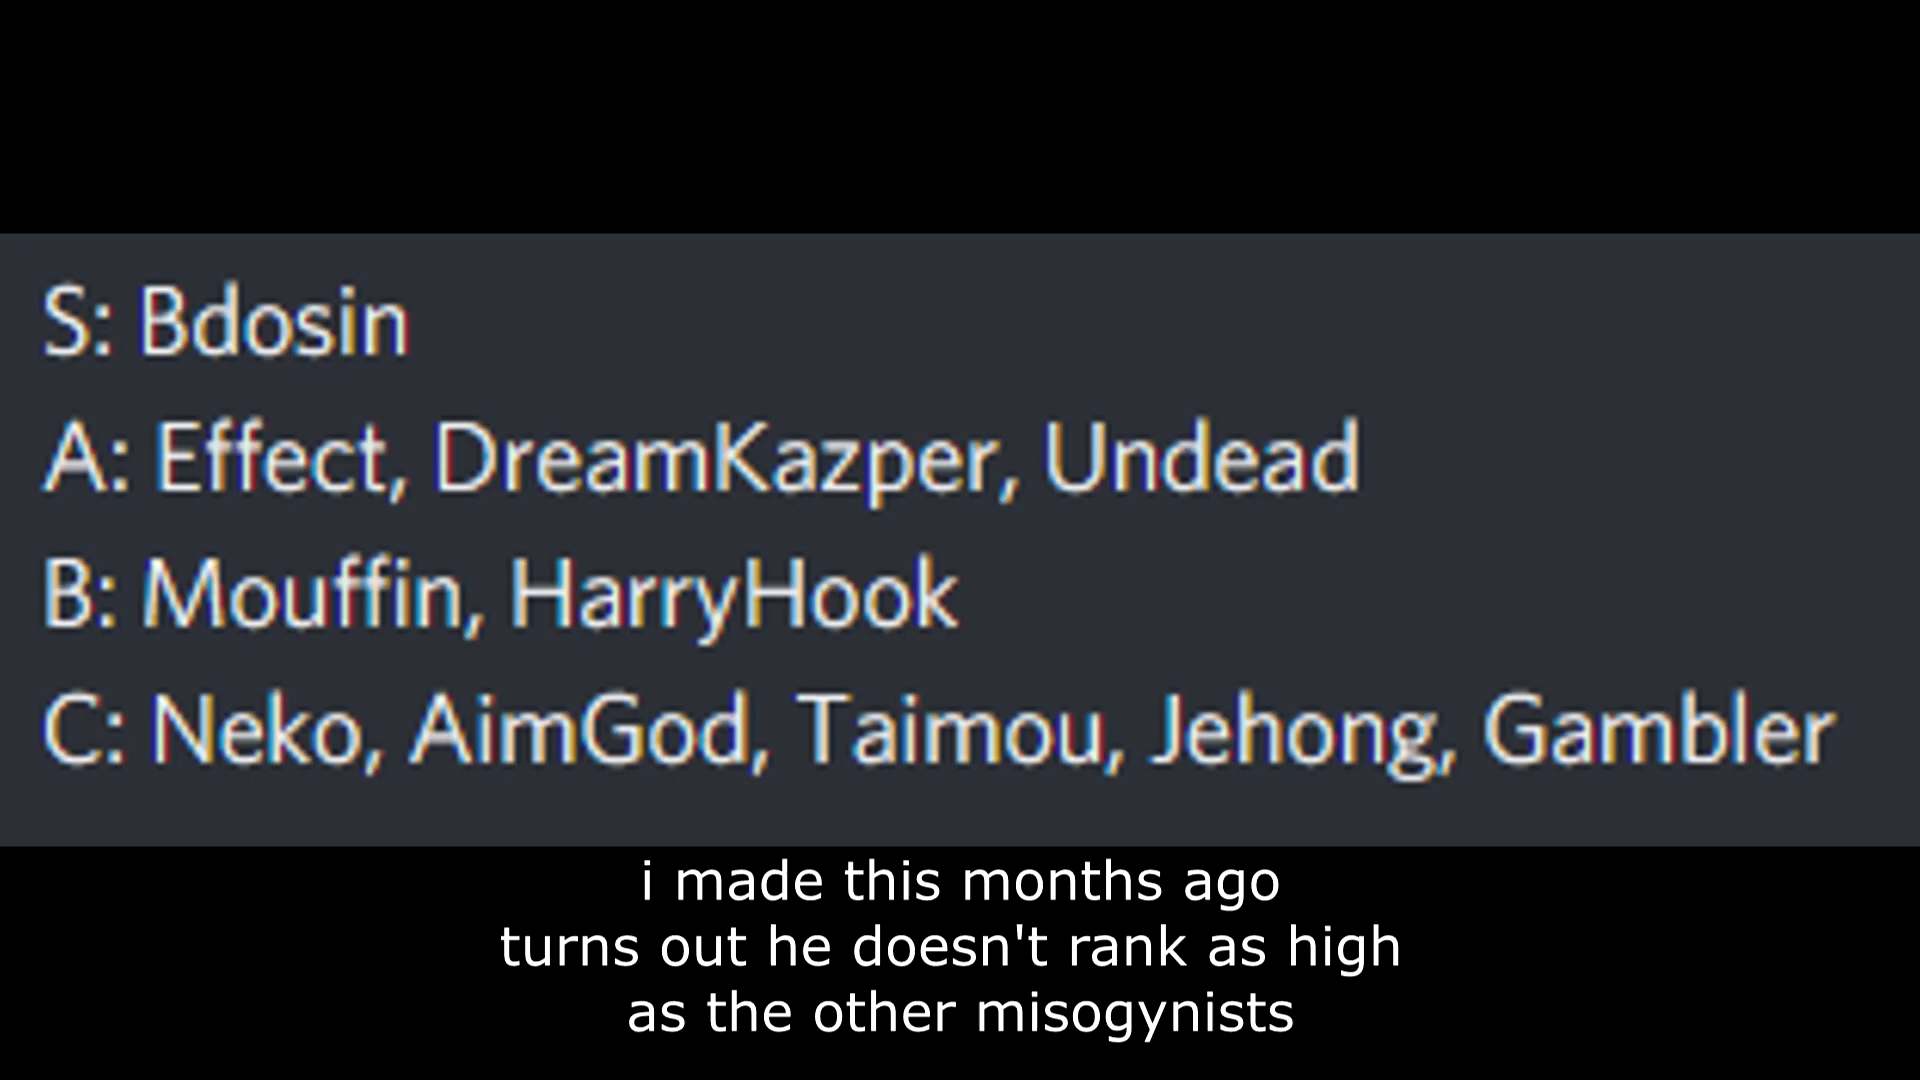 S: Bdosin
A: Effect, DreamKazper, Undead
B: Mouffin, HarryHook
C: Neko, AimGod, Taimou, Jehong, Gambler
i made this months ago
turns out he doesn't rank as high
as the other misogynists